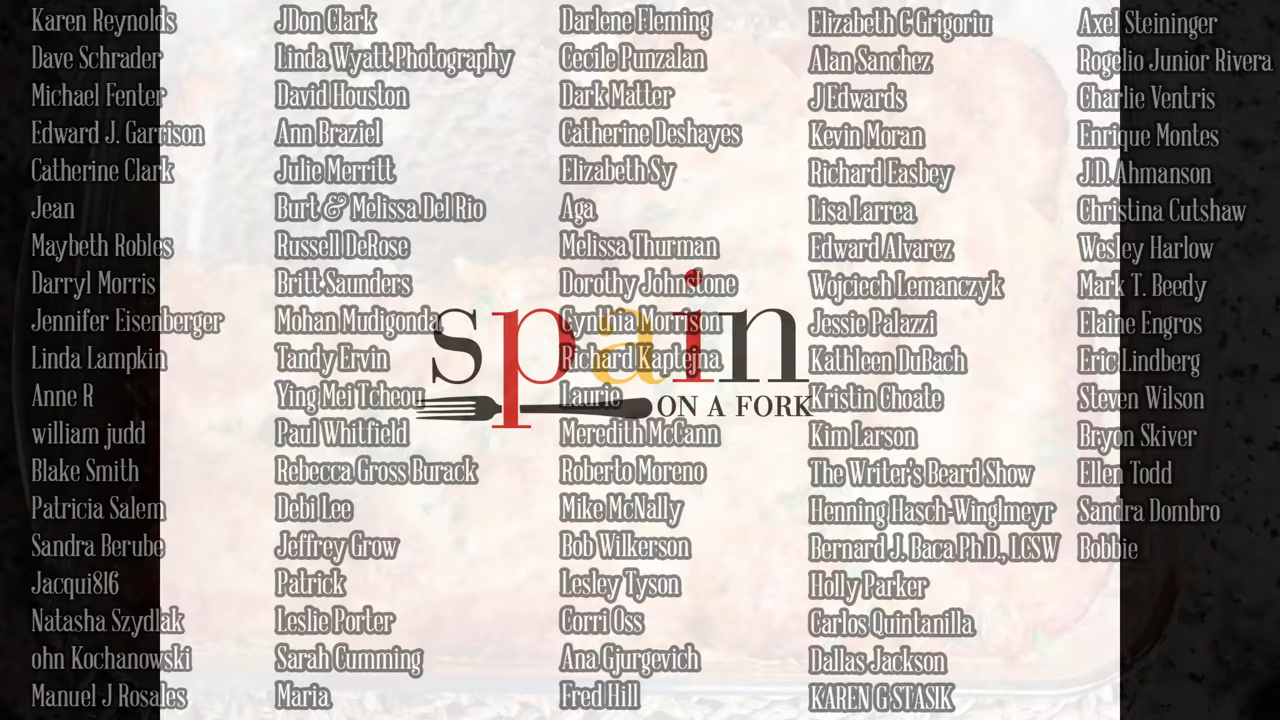 Karen Reynolds
Dave Schrader
Michael Fenter
Edward J. Garrison
Catherine Clark
Jean
Maybeth Robles
Darryl Morris
Jennifer Eisenberger
Linda Lampkin
Anne R
william judd
Blake Smith
Patricia Salem
Sandra Berube
Jacqui816
Natasha Szydlak
ohn Kochanowski
Manuel J Rosales
JDon Clark
Linda Wyatt Photography
David Houston
Ann Braziel
Julie Merritt
Burt & Melissa Del Rio
Russell DeRose
Britt Saunders
Mohan Mudigonda
Tandy Ervin
Ying Mei Tcheou
Paul Whitfield
Rebecca Gross Burack
Debi Lee
Jeffrey Grow
Patrick
Leslie Porter
Sarah Cumming
Maria
Darlene Fleming
Cecile Punzalan
Dark Matter
Catherine Deshayes
Elizabeth Sy
Aga
Melissa Thurman
Dorothy Johnstone
Cynthia Morrison
Richard Kapteina
Laurie
Meredith McCann
Roberto Moreno
Mike McNally
Bob Wilkerson
Lesley Tyson
Corri Oss
Ana Gjurgevich
Fred Hill
Elizabeth C Grigoriu
Alan Sanchez
J Edwards
Kevin Moran
Richard Easbey
Lisa Larrea
Edward Alvarez
Wojciech Lemanczyk
Jessie Palazzi
Kathleen DuBach
Kristin Choate
Kim Larson
The Writer's Beard Show
Henning Hasch-Winglmeyr
Bernard J. Baca Ph.D., LCSW
Holly Parker
Carlos Quintanilla
Dallas Jackson
KAREN G STASIK
Axel Steininger
Rogelio Junior Rivera
Charlie Ventris
Enrique Montes
J.D. Ahmanson
Christina Cutshaw
Wesley Harlow
Mark T. Beedy
Elaine Engros
Eric Lindberg
Steven Wilson
Bryon Skiver
Ellen Todd
Sandra Dombro
Bobbie
spain
ON A FORK